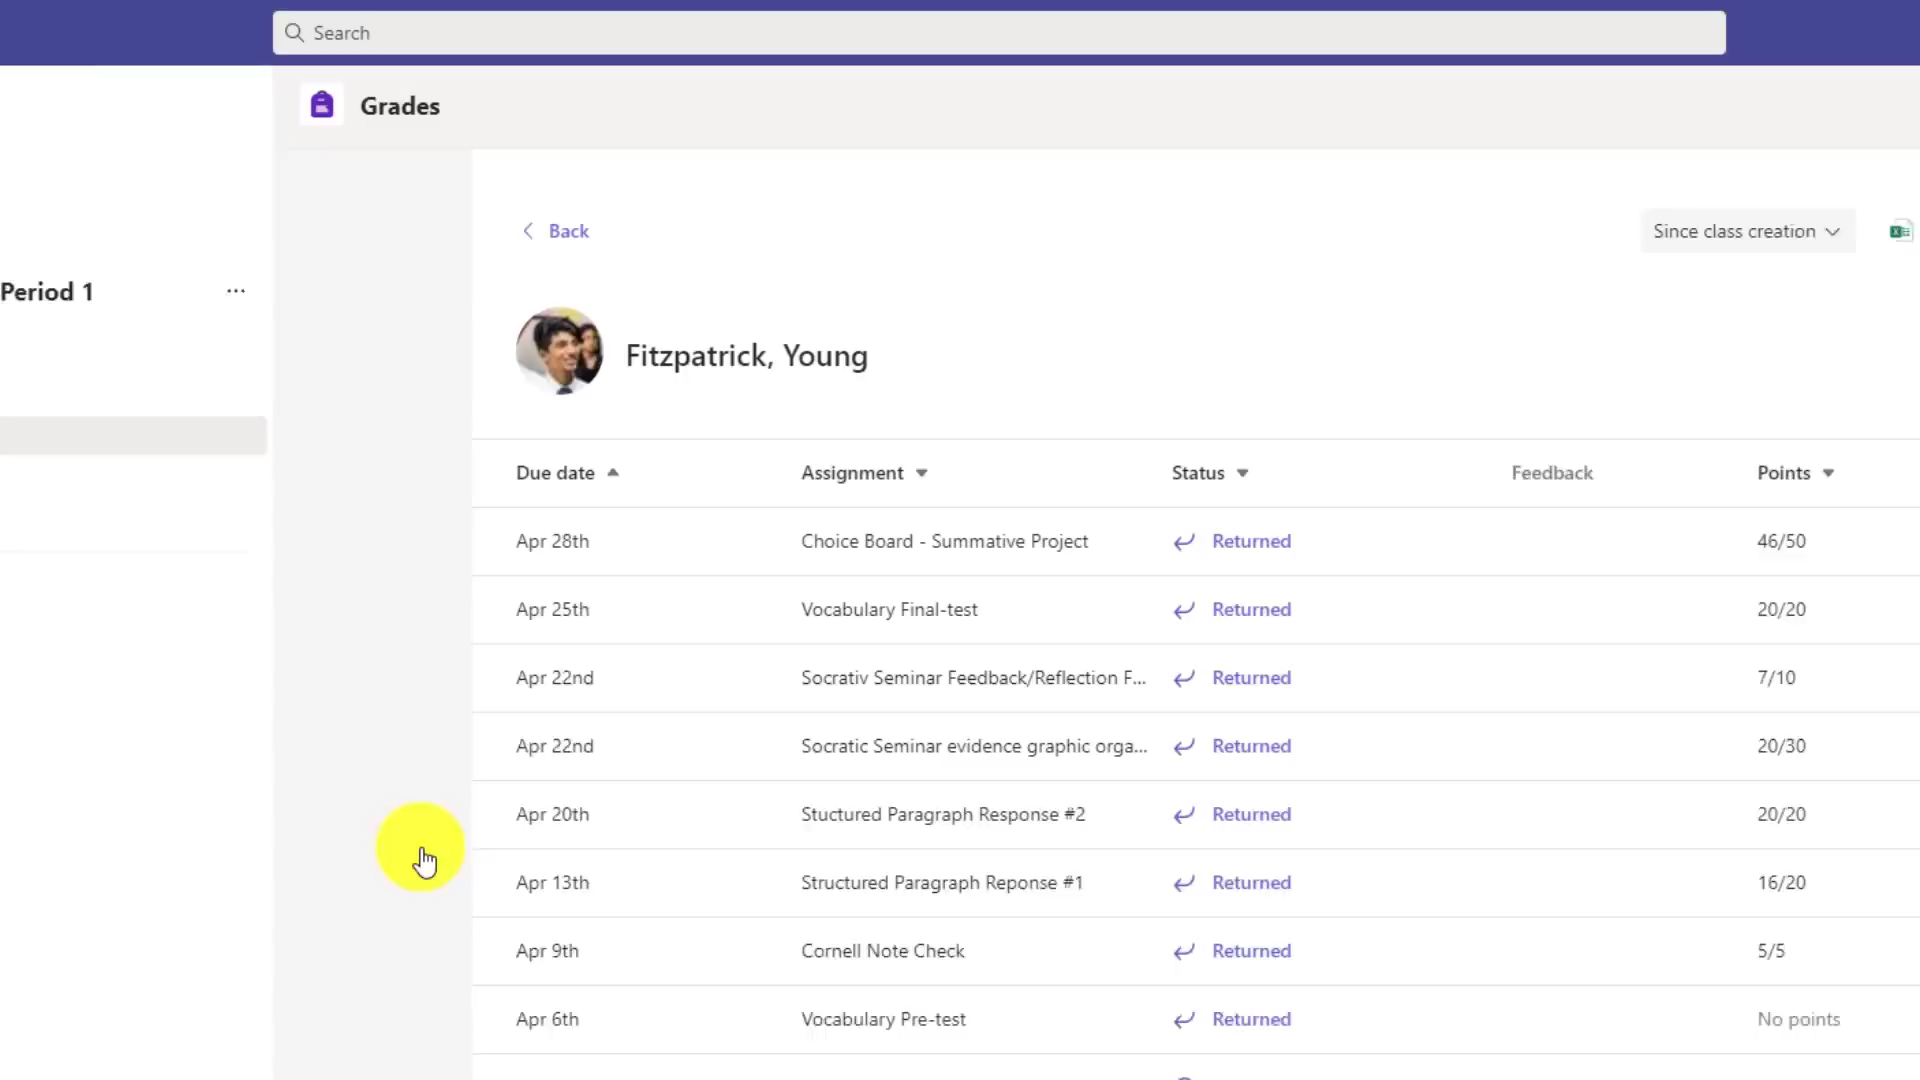 Search
Grades
Back
Since class creation
Period 1
...
Fitzpatrick, Young
Due date Assignment Status Feedback Points
Apr 28th Choice Board - Summative Project Returned 46/50
Apr 25th Vocabulary Final-test Returned 20/20
Apr 22nd Socrativ Seminar Feedback/Reflection F... Returned 7/10
Apr 22nd Socratic Seminar evidence graphic orga... Returned 20/30
Apr 20th Stuctured Paragraph Response #2 Returned 20/20
Apr 13th Structured Paragraph Reponse #1 Returned 16/20
Apr 9th Cornell Note Check Returned 5/5
Apr 6th Vocabulary Pre-test Returned No points